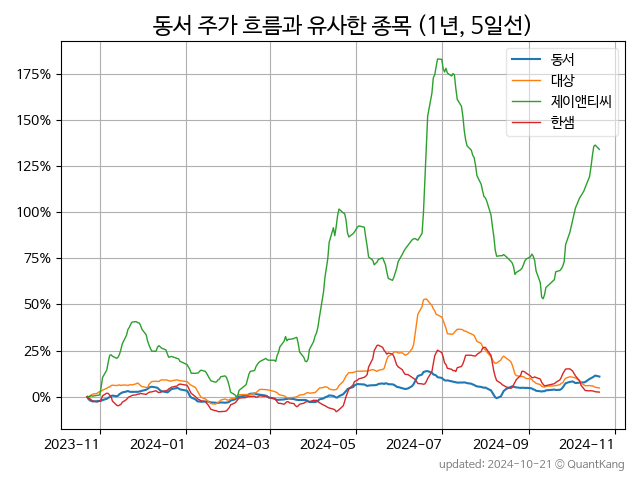 동서 주가 흐름과 유사한 종목 (1년, 5일선)
동서
대상
제이앤티씨
한샘
175%
150%
125%
100%
75%
50%
25%
0%
2023-11 2024-01 2024-03 2024-05 2024-07 2024-09 2024-11
updated: 2024-10-21 © QuantKang